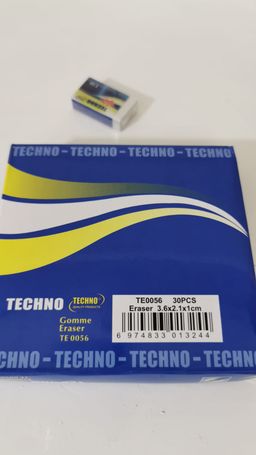 TECHNO - TECHNO - TECHNO - TECHNO
TECHNO
TECHNO
QUALITY PRODUCTS
Gomme
Eraser
TE 0056
TE0056 30PCS
Eraser 3.6x2.1x1cm
6 974833 013244
TECHNO - TECHNO - TECHNO - TECHNO